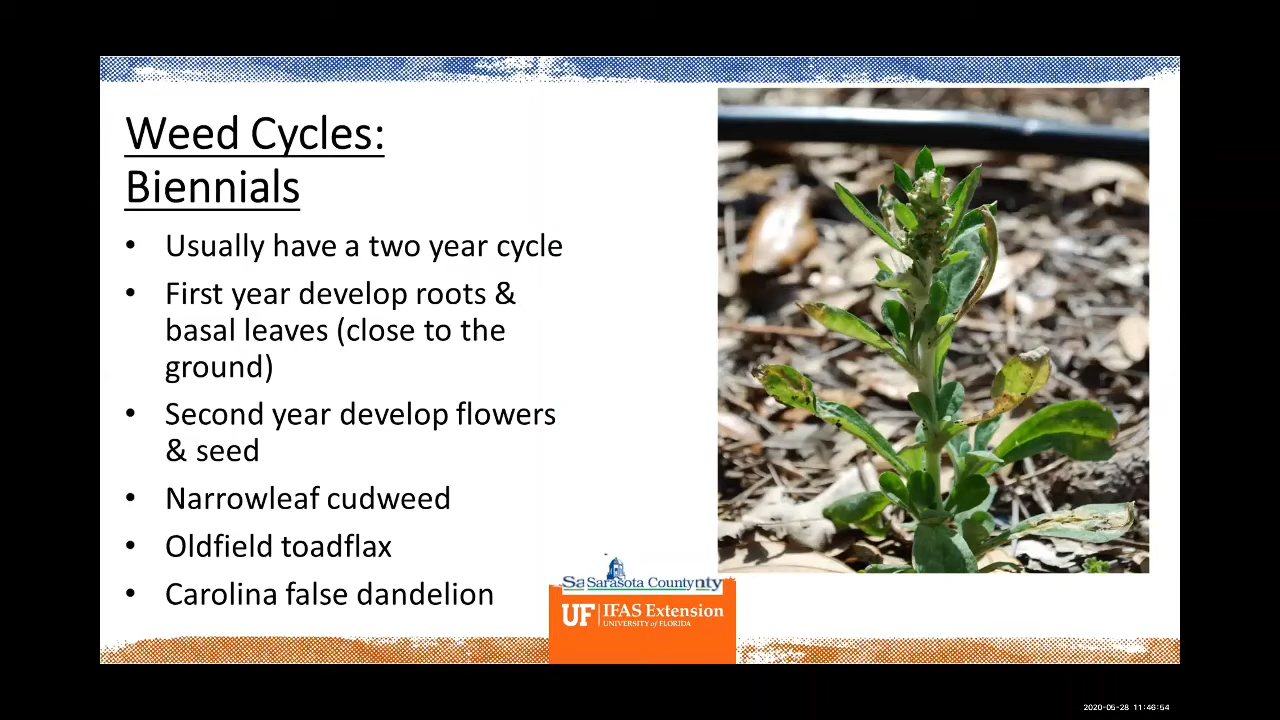 Weed Cycles:
Biennials
• Usually have a two year cycle
• First year develop roots &
basal leaves (close to the
ground)
• Second year develop flowers
& seed
• Narrowleaf cudweed
• Oldfield toadflax
• Carolina false dandelion
Sarasota County
UF IFAS Extension
UNIVERSITY of FLORIDA
2020-05-28 11:46:54